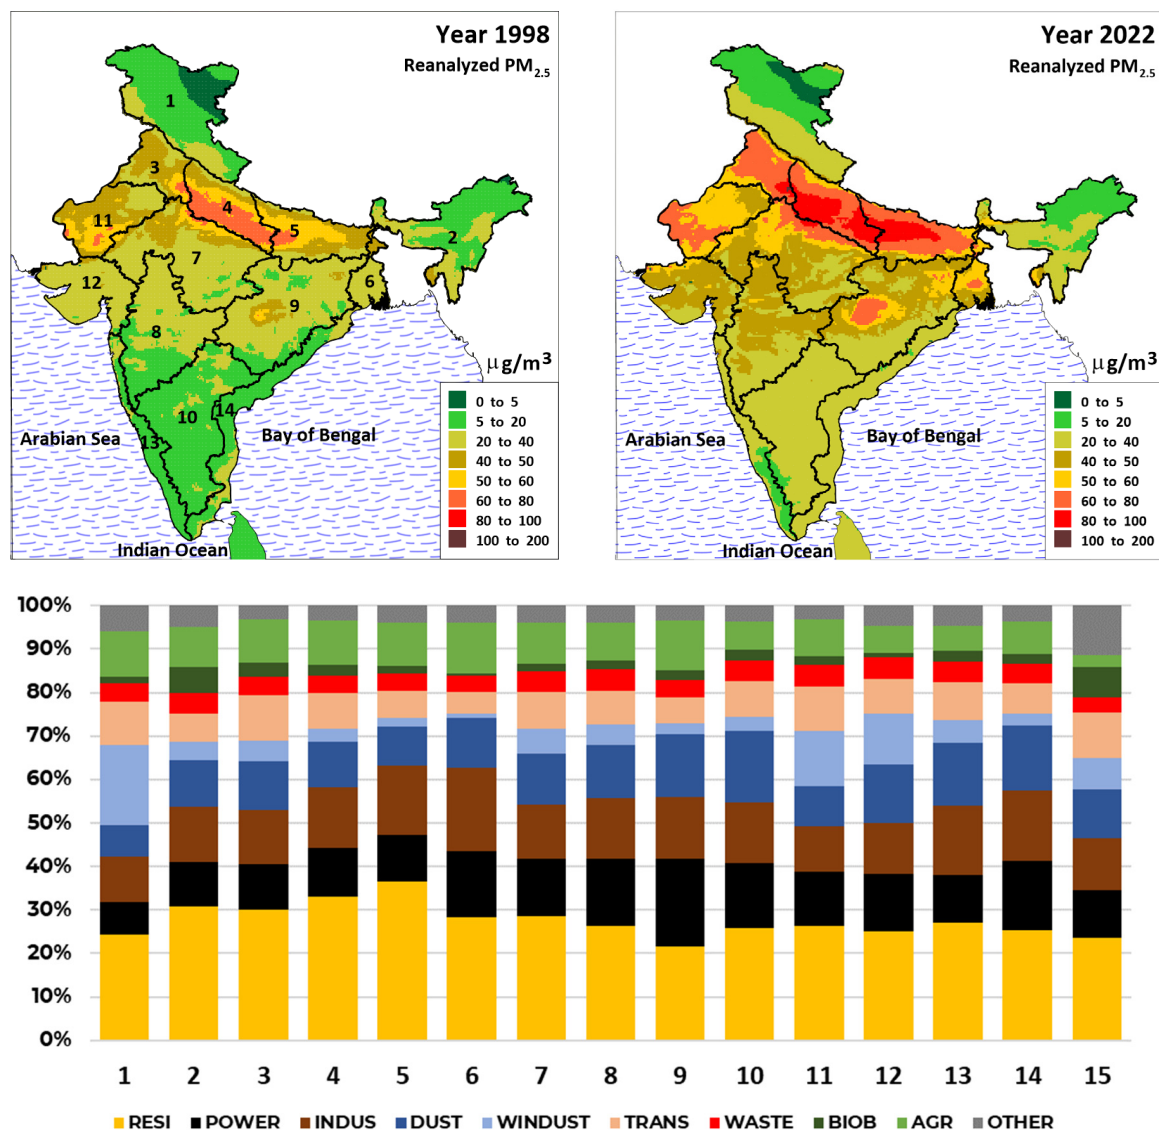 Year 1998
Reanalyzed PM2.5
1
3
11
4
5
2
7
12
6
9
8
10
14
13
µg/m³
Arabian Sea
Bay of Bengal
Indian Ocean
0 to 5
5 to 20
20 to 40
40 to 50
50 to 60
60 to 80
80 to 100
100 to 200
Year 2022
Reanalyzed PM2.5
µg/m³
Arabian Sea
Bay of Bengal
Indian Ocean
0 to 5
5 to 20
20 to 40
40 to 50
50 to 60
60 to 80
80 to 100
100 to 200
100%
90%
80%
70%
60%
50%
40%
30%
20%
10%
0%
1 2 3 4 5 6 7 8 9 10 11 12 13 14 15
RESI POWER INDUS DUST WINDUST TRANS WASTE BIOB AGR OTHER